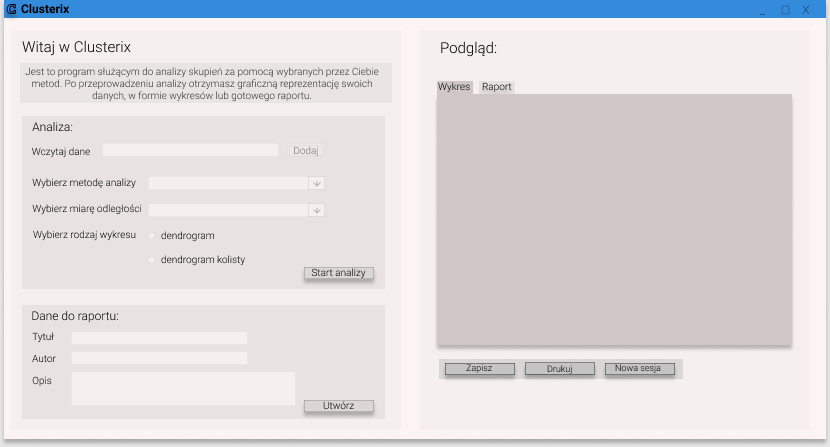 Clusterix
Witaj w Clusterix
Jest to program służącym do analizy skupień za pomocą wybranych przez Ciebie
metod. Po przeprowadzeniu analizy otrzymasz graficzną reprezentację swoich
danych, w formie wykresów lub gotowego raportu.
Analiza:
Wczytaj dane
Dodaj
Wybierz metodę analizy
Wybierz miarę odległości
Wybierz rodzaj wykresu
dendrogram
dendrogram kolisty
Start analizy
Dane do raportu:
Tytuł
Autor
Opis
Utwórz
Podgląd:
Wykres Raport
Zapisz Drukuj Nowa sesja